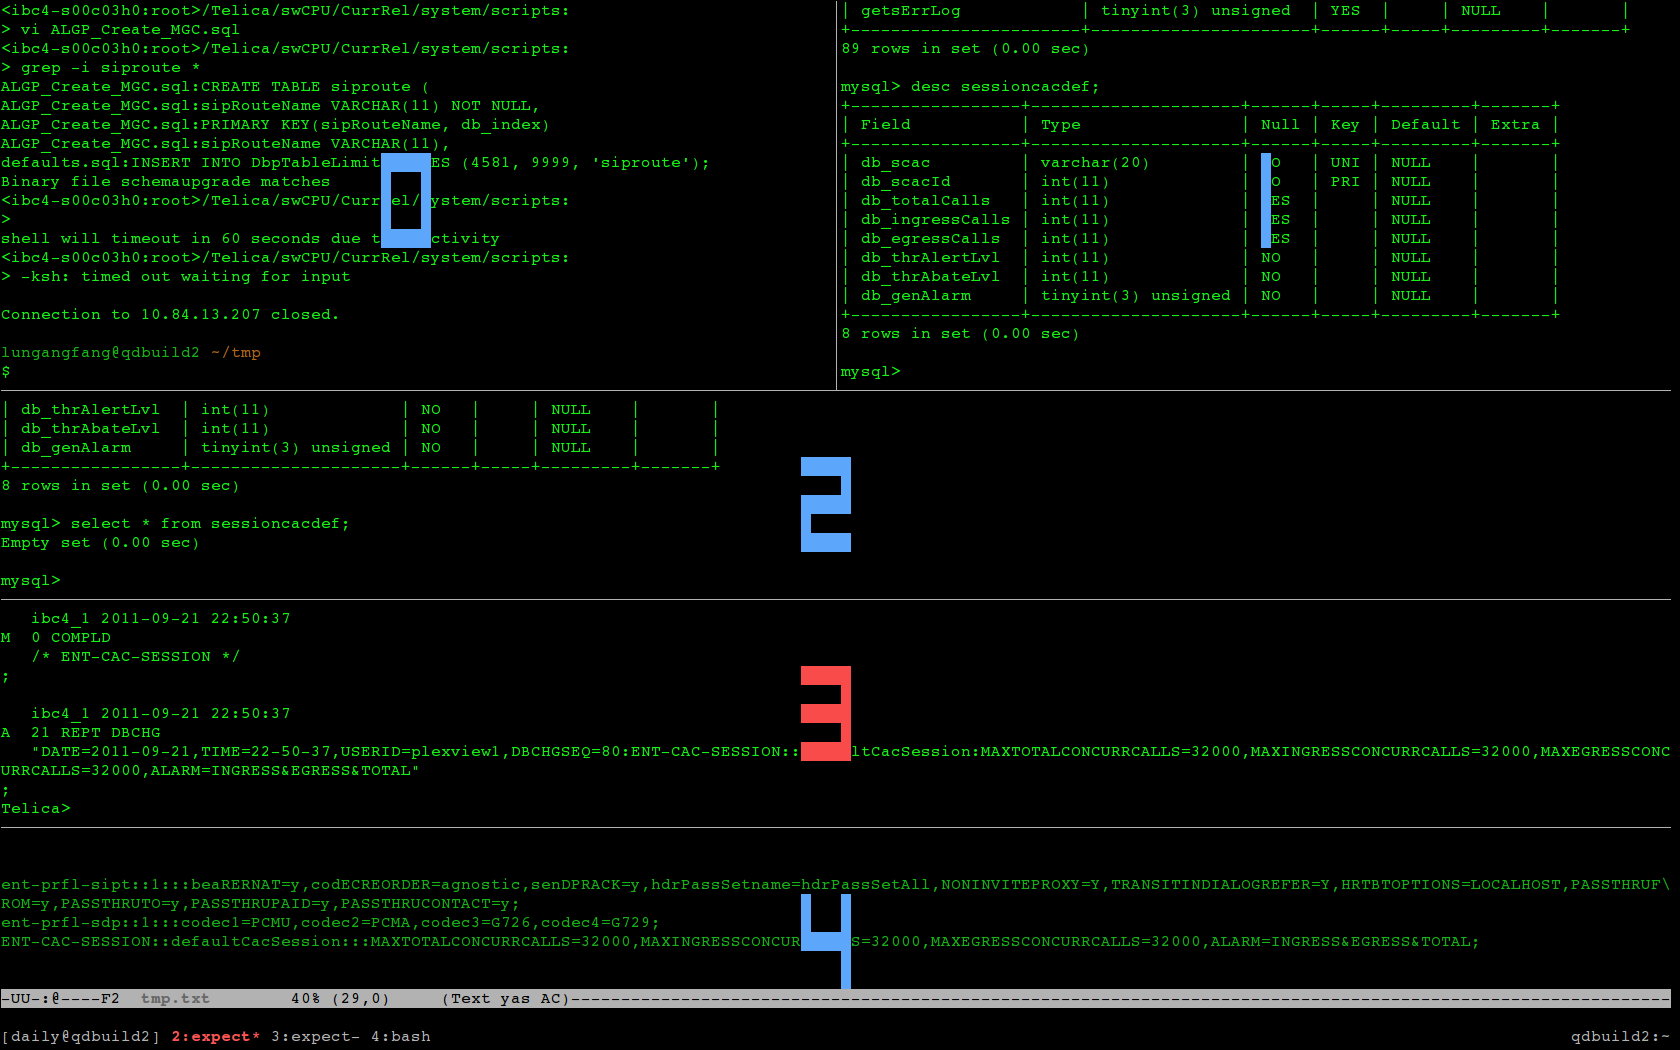 <ibc4-s00c03h0:root>/Telica/swCPU/CurrRel/system/scripts:
> vi ALGP_Create_MGC.sql
<ibc4-s00c03h0:root>/Telica/swCPU/CurrRel/system/scripts:
> grep -i siproute *
ALGP_Create_MGC.sql:CREATE TABLE siproute (
ALGP_Create_MGC.sql:sipRouteName VARCHAR(11) NOT NULL,
ALGP_Create_MGC.sql:PRIMARY KEY(sipRouteName, db_index)
ALGP_Create_MGC.sql:sipRouteName VARCHAR(11),
defaults.sql:INSERT INTO DbpTableLimit ES (4581, 9999, 'siproute');
Binary file schemaupgrade matches
<ibc4-s00c03h0:root>/Telica/swCPU/Currel/ystem/scripts:
>
shell will timeout in 60 seconds due t ctivity
<ibc4-s00c03h0:root>/Telica/swCPU/CurrRel/system/scripts:
> -ksh: timed out waiting for input

Connection to 10.84.13.207 closed.

lungangfang@qdbuild2 ~/tmp
$
0
| getsErrLog | tinyint(3) unsigned | YES | | NULL | |
+-----------------------+---------------------+------+-----+---------+-------+
89 rows in set (0.00 sec)

mysql> desc sessioncacdef;
+-----------------+---------------------+------+-----+---------+-------+
| Field | Type | Null | Key | Default | Extra |
+-----------------+---------------------+------+-----+---------+-------+
| db_scac | varchar(20) | O | UNI | NULL | |
| db_scacId | int(11) | O | PRI | NULL | |
| db_totalCalls | int(11) | ES | | NULL | |
| db_ingressCalls | int(11) | ES | | NULL | |
| db_egressCalls | int(11) | ES | | NULL | |
| db_thrAlertLvl | int(11) | NO | | NULL | |
| db_thrAbateLvl | int(11) | NO | | NULL | |
| db_genAlarm | tinyint(3) unsigned | NO | | NULL | |
+-----------------+---------------------+------+-----+---------+-------+
8 rows in set (0.00 sec)

mysql>
1
| db_thrAlertLvl | int(11) | NO | | NULL | |
| db_thrAbateLvl | int(11) | NO | | NULL | |
| db_genAlarm | tinyint(3) unsigned | NO | | NULL | |
+-----------------+---------------------+------+-----+---------+-------+
8 rows in set (0.00 sec)

mysql> select * from sessioncacdef;
Empty set (0.00 sec)

mysql>
2
ibc4_1 2011-09-21 22:50:37
M 0 COMPLD
/* ENT-CAC-SESSION */
;

ibc4_1 2011-09-21 22:50:37
A 21 REPT DBCHG
"DATE=2011-09-21,TIME=22-50-37,USERID=plexview1,DBCHGSEQ=80:ENT-CAC-SESSION:: ltCacSession:MAXTOTALCONCURRCALLS=32000,MAXINGRESSCONCURRCALLS=32000,MAXEGRESSCONC
URRCALLS=32000,ALARM=INGRESS&EGRESS&TOTAL"
;
Telica>
3
ent-prfl-sipt::1:::beaRERNAT=y,codECREORDER=agnostic,senDPRACK=y,hdrPassSetname=hdrPassSetAll,NONINVITEPROXY=Y,TRANSITINDIALOGREFER=Y,HRTBTOPTIONS=LOCALHOST,PASSTHRUF\
ROM=y,PASSTHRUTO=y,PASSTHRUPAID=y,PASSTHRUCONTACT=y;
ent-prfl-sdp::1:::codec1=PCMU,codec2=PCMA,codec3=G726,codec4=G729;
ENT-CAC-SESSION::defaultCacSession:::MAXTOTALCONCURRCALLS=32000,MAXINGRESSCONCUR S=32000,MAXEGRESSCONCURRCALLS=32000,ALARM=INGRESS&EGRESS&TOTAL;
4
-UU-:@----F2 tmp.txt 40% (29,0) (Text yas AC)--------------------------------------------------------------------------------------------------------------
[daily@qdbuild2] 2:expect* 3:expect- 4:bash qdbuild2:~